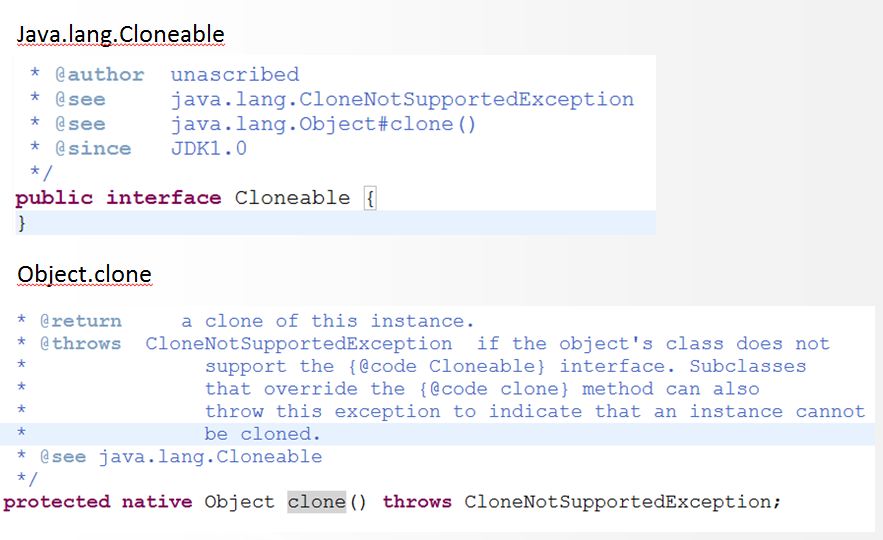 Java.lang.Cloneable
* @author unascribed
* @see java.lang.CloneNotSupportedException
* @see java.lang.Object#clone()
* @since JDK1.0
*/
public interface Cloneable {
}
Object.clone
* @return a clone of this instance.
* @throws CloneNotSupportedException if the object's class does not
* support the {@code Cloneable} interface. Subclasses
* that override the {@code clone} method can also
* throw this exception to indicate that an instance cannot
* be cloned.
* @see java.lang.Cloneable
*/
protected native Object clone() throws CloneNotSupportedException;